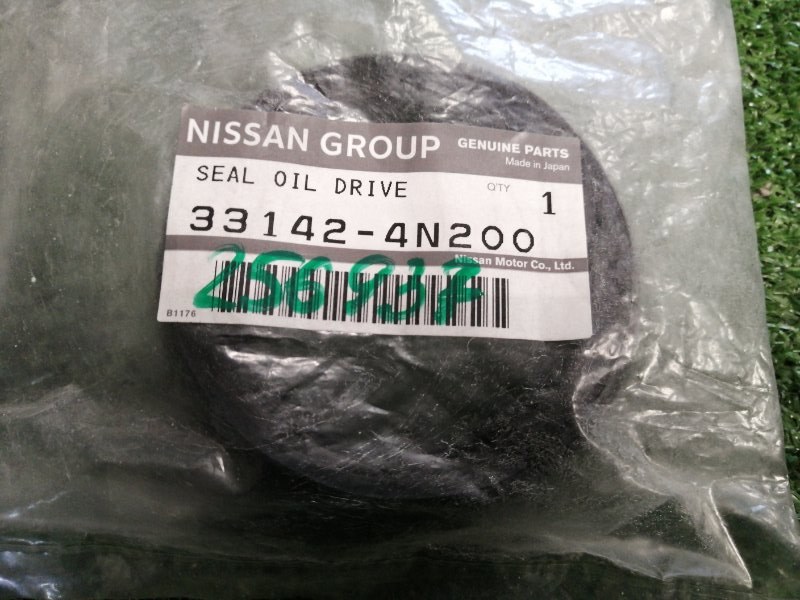 NISSAN GROUP GENUINE PARTS
Made in Japan
SEAL OIL DRIVE QTY 1
33142-4N200
Nissan Motor Co., Ltd.
256937
B1176